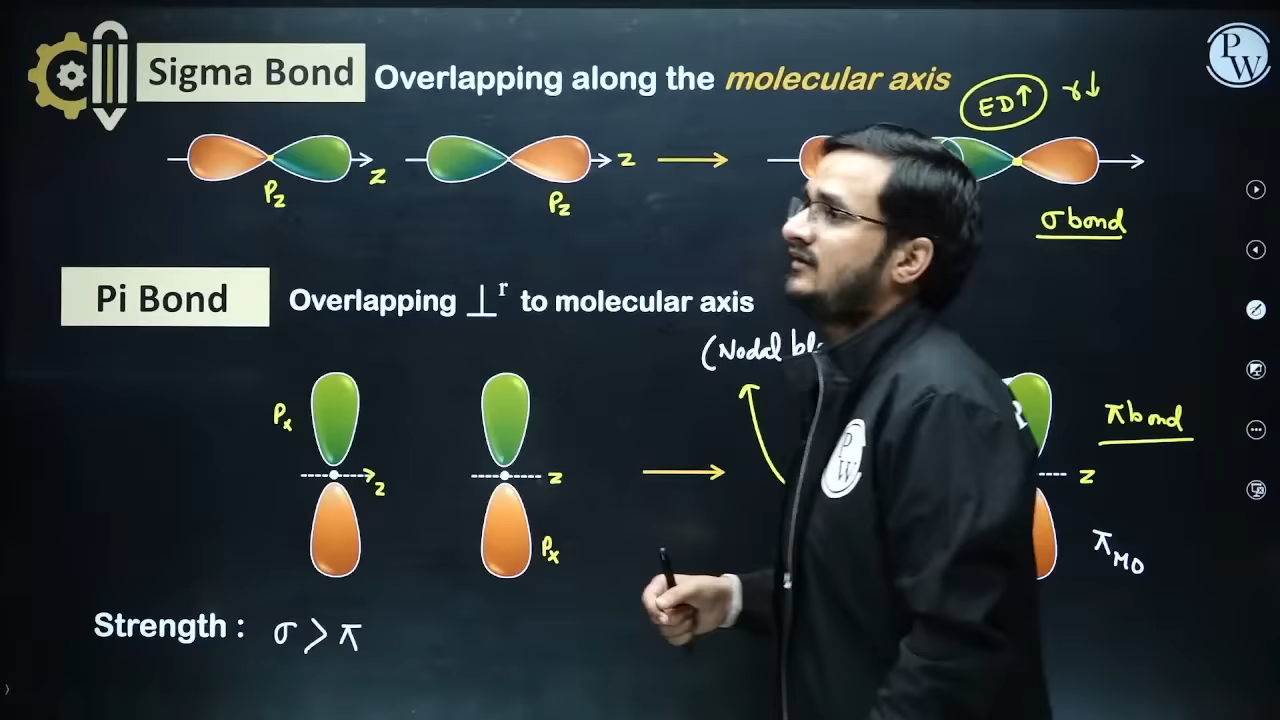 Sigma Bond
Overlapping along the molecular axis
ED↑ r↓
PW
Pz z Pz z
σ bond
Pi Bond
Overlapping ⊥ʳ to molecular axis
(Nodal
Px z z Px
π bond
z
πMO
PW
P
Strength : σ > π